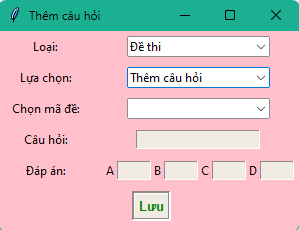 Thêm câu hỏi
Loại: Đề thi
Lựa chọn: Thêm câu hỏi
Chọn mã đề:
Câu hỏi:
Đáp án: A B C D
Lưu